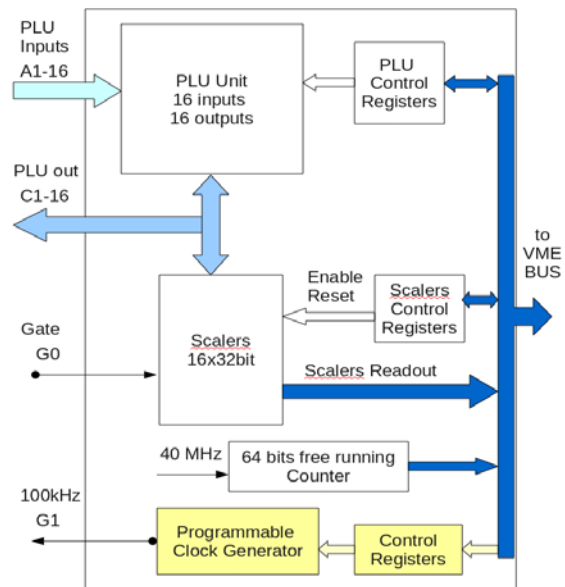 PLU
Inputs
A1-16
PLU Unit
16 inputs
16 outputs
PLU
Control
Registers
PLU out
C1-16
to
VME
BUS
Enable
Reset
Scalers
Control
Registers
Gate
G0
Scalers
16x32bit
Scalers Readout
40 MHz
64 bits free running
Counter
100kHz
G1
Programmable
Clock Generator
Control
Registers